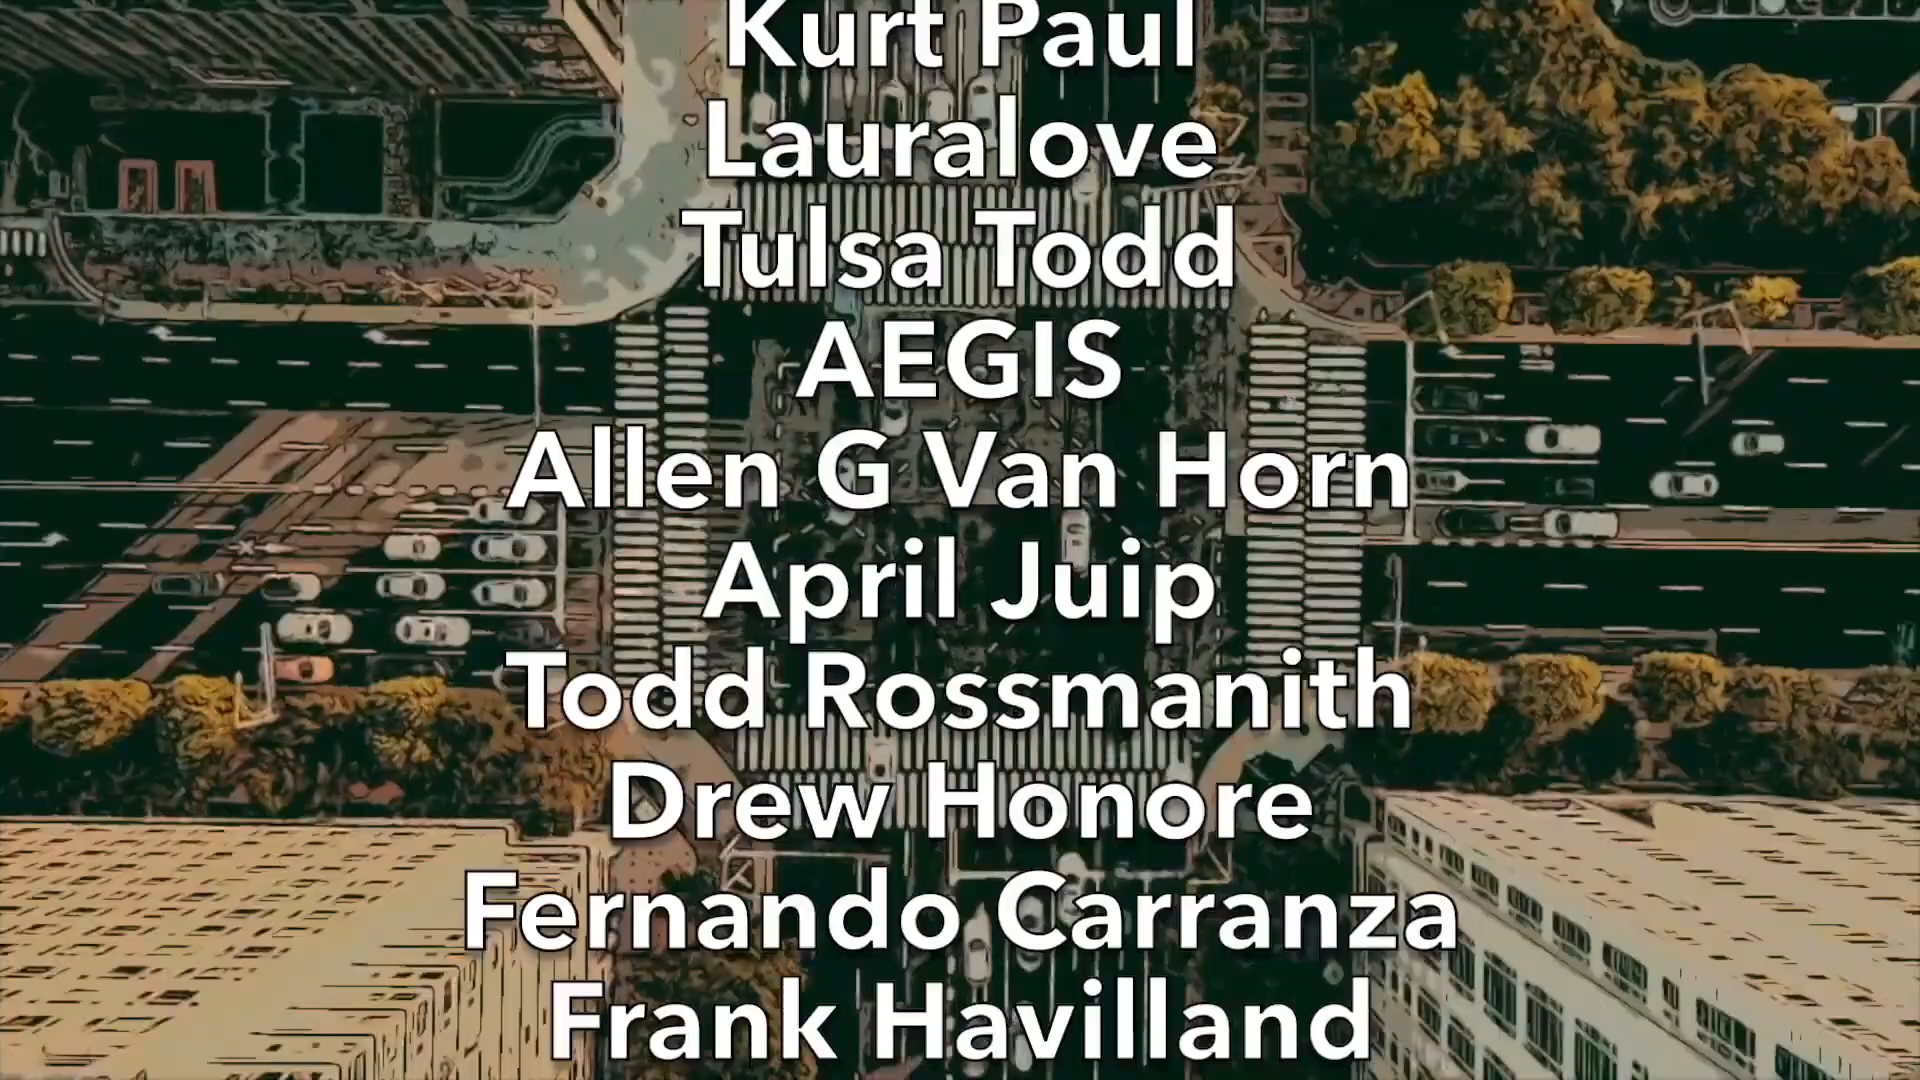 Kurt Paul
Lauralove
Tulsa Todd
AEGIS
Allen G Van Horn
April Juip
Todd Rossmanith
Drew Honore
Fernando Carranza
Frank Havilland